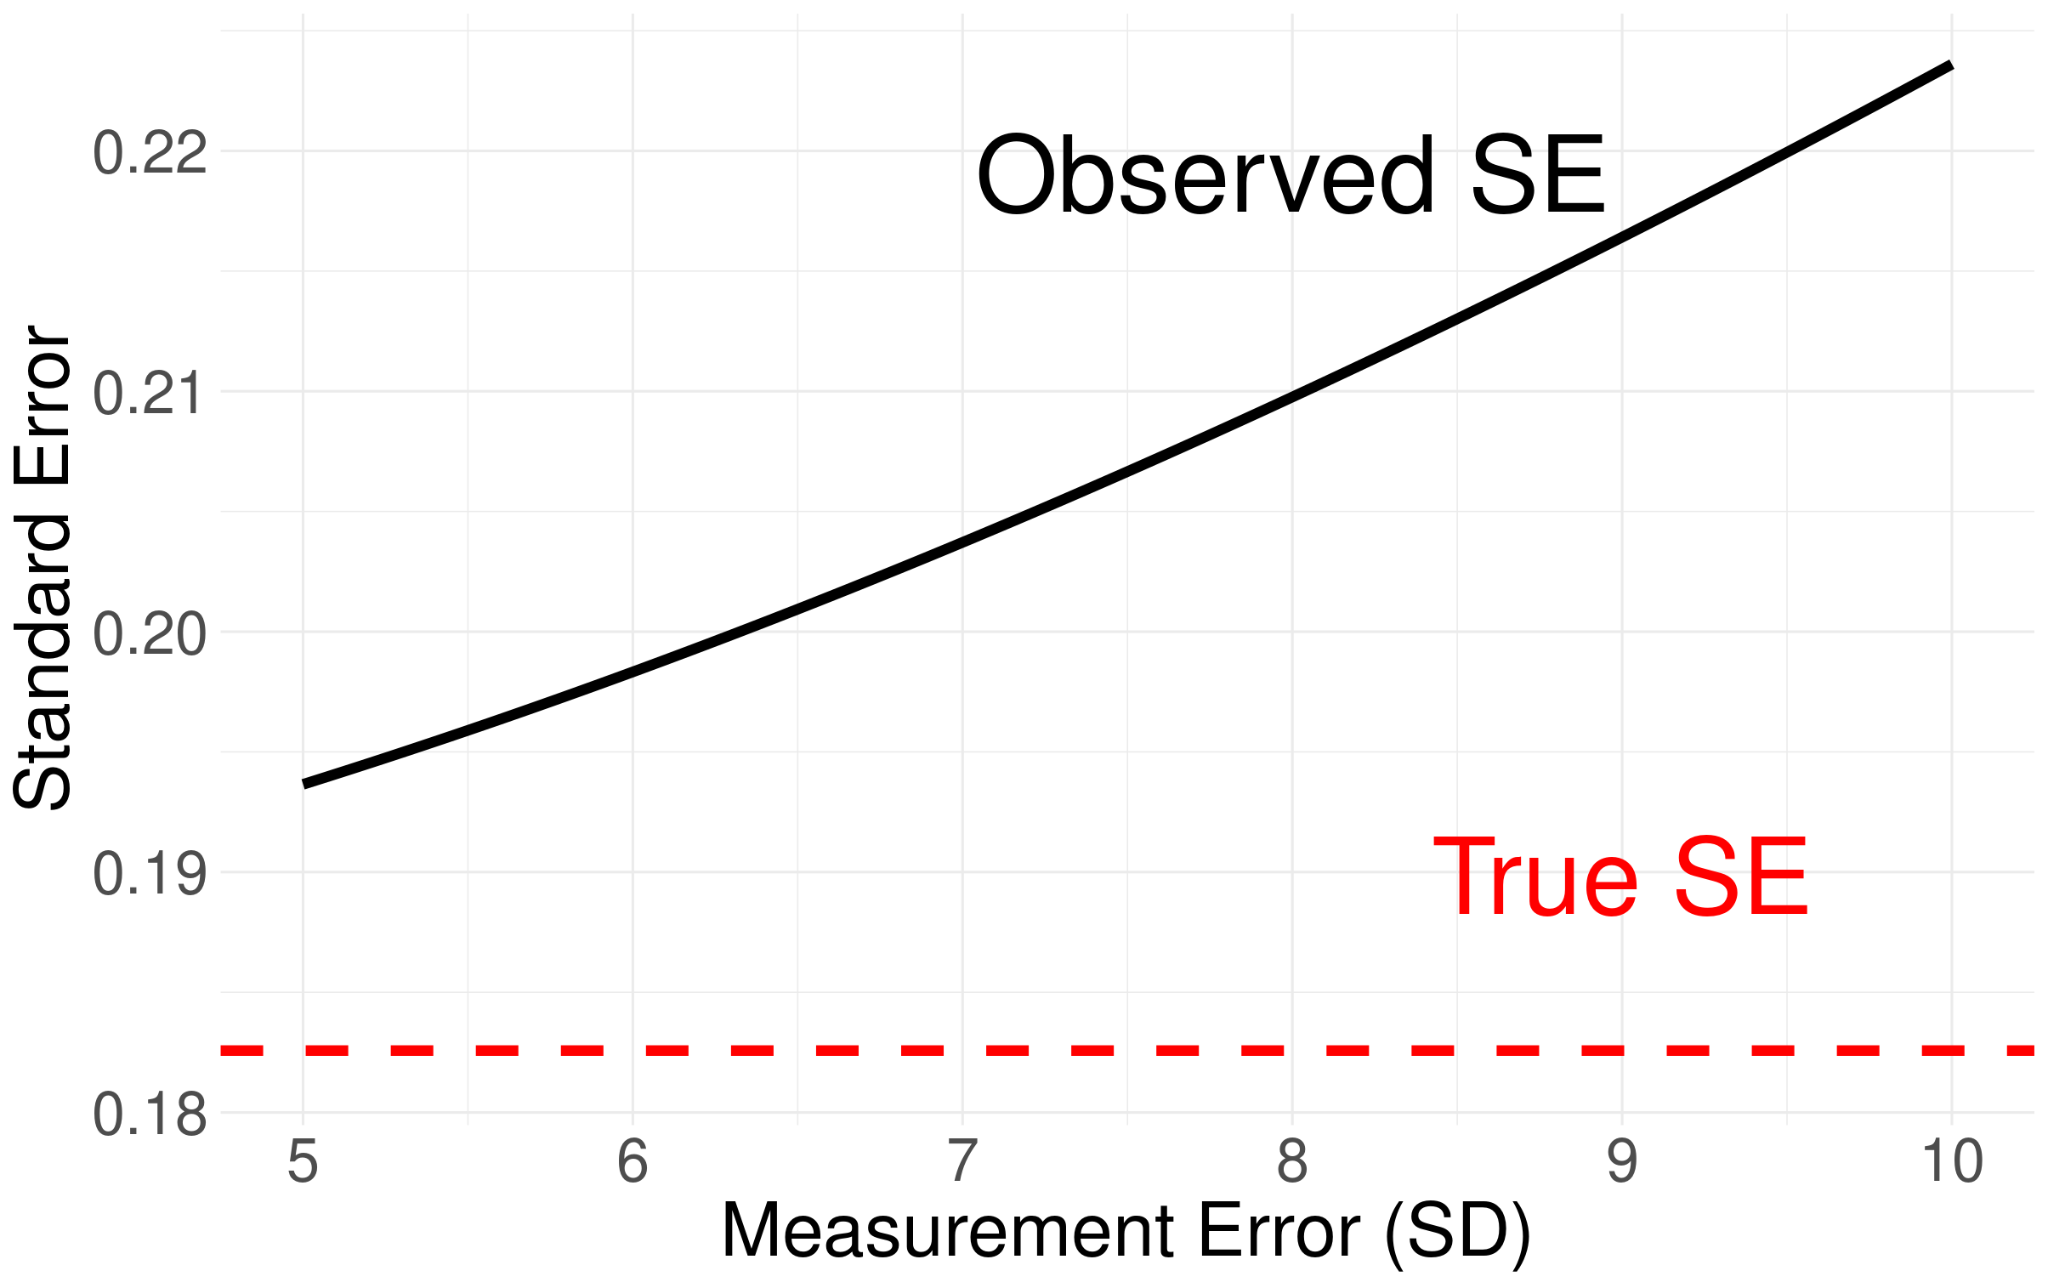 0.22
0.21
0.20
0.19
0.18
Standard Error
Observed SE
True SE
5 6 7 8 9 10
Measurement Error (SD)